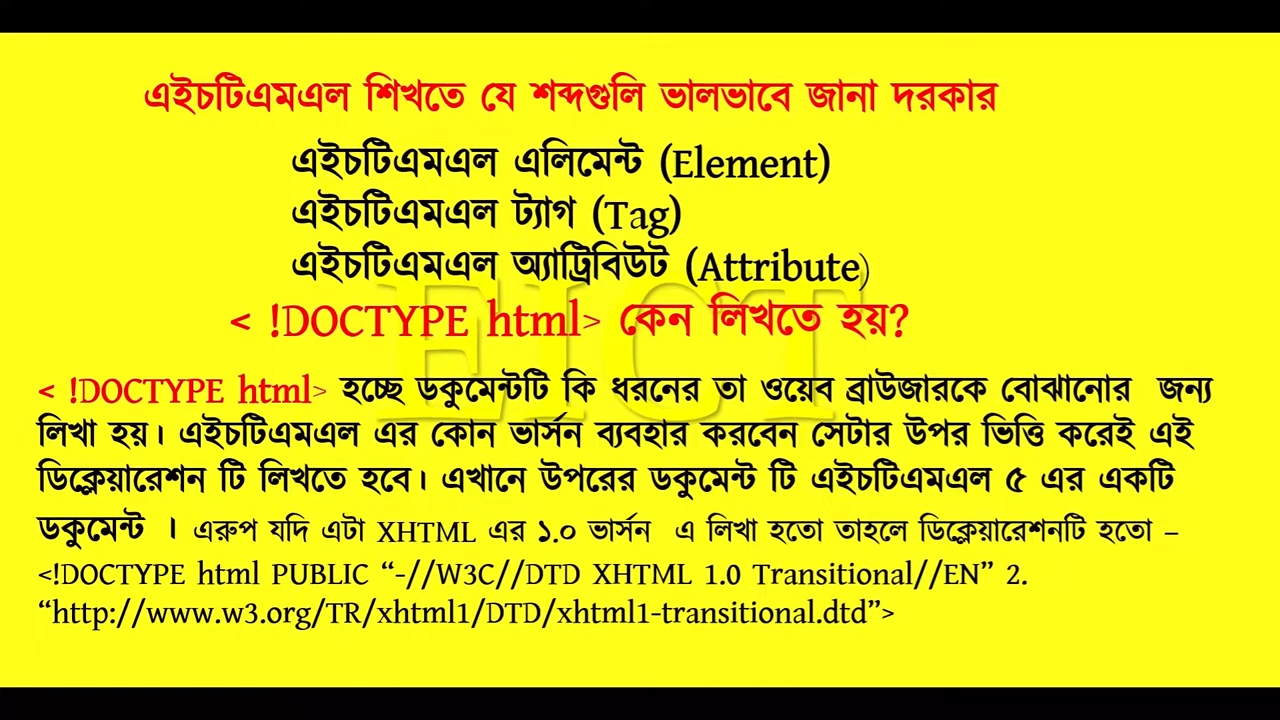 এইচটিএমএল শিখতে যে শব্দগুলি ভালভাবে জানা দরকার
এইচটিএমএল এলিমেন্ট (Element)
এইচটিএমএল ট্যাগ (Tag)
এইচটিএমএল অ্যাট্রিবিউট (Attribute)
< !DOCTYPE html> কেন লিখতে হয়?
EICT
< !DOCTYPE html> হচ্ছে ডকুমেন্টটি কি ধরনের তা ওয়েব ব্রাউজারকে বোঝানোর জন্য
লিখা হয়। এইচটিএমএল এর কোন ভার্সন ব্যবহার করবেন সেটার উপর ভিত্তি করেই এই
ডিক্লেয়ারেশন টি লিখতে হবে। এখানে উপরের ডকুমেন্ট টি এইচটিএমএল ৫ এর একটি
ডকুমেন্ট । এরুপ যদি এটা XHTML এর ১.০ ভার্সন এ লিখা হতো তাহলে ডিক্লেয়ারেশনটি হতো –
<!DOCTYPE html PUBLIC “-//W3C//DTD XHTML 1.0 Transitional//EN” 2.
“http://www.w3.org/TR/xhtml1/DTD/xhtml1-transitional.dtd”>